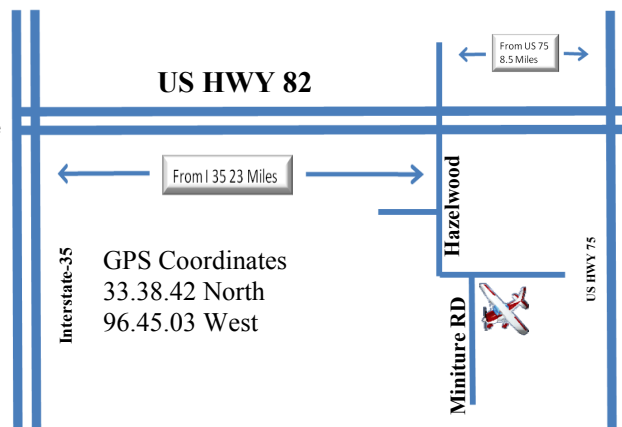 From US 75
8.5 Miles
US HWY 82
From I 35 23 Miles
Hazelwood
Interstate-35
GPS Coordinates
33.38.42 North
96.45.03 West
US HWY 75
Miniture RD